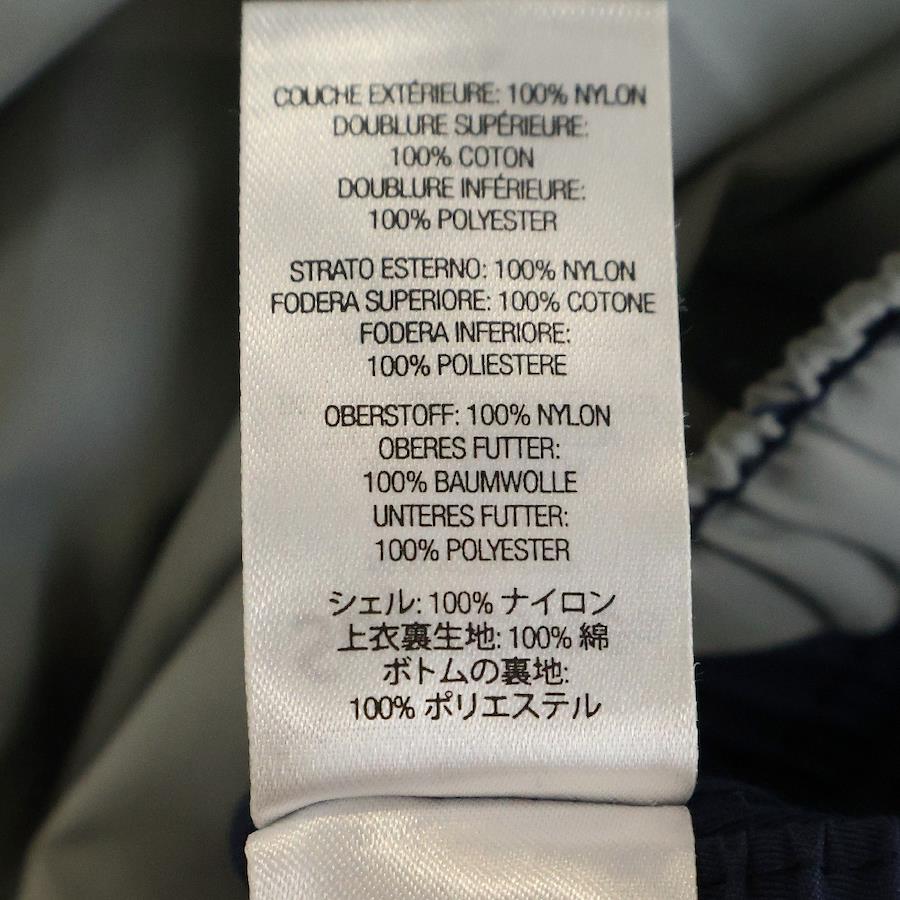 COUCHE EXTÉRIEURE: 100% NYLON
DOUBLURE SUPÉRIEURE:
100% COTON
DOUBLURE INFÉRIEURE:
100% POLYESTER
STRATO ESTERNO: 100% NYLON
FODERA SUPERIORE: 100% COTONE
FODERA INFERIORE:
100% POLIESTERE
OBERSTOFF: 100% NYLON
OBERES FUTTER:
100% BAUMWOLLE
UNTERES FUTTER:
100% POLYESTER
シェル: 100% ナイロン
上衣裏生地: 100% 綿
ボトムの裏地:
100% ポリエステル